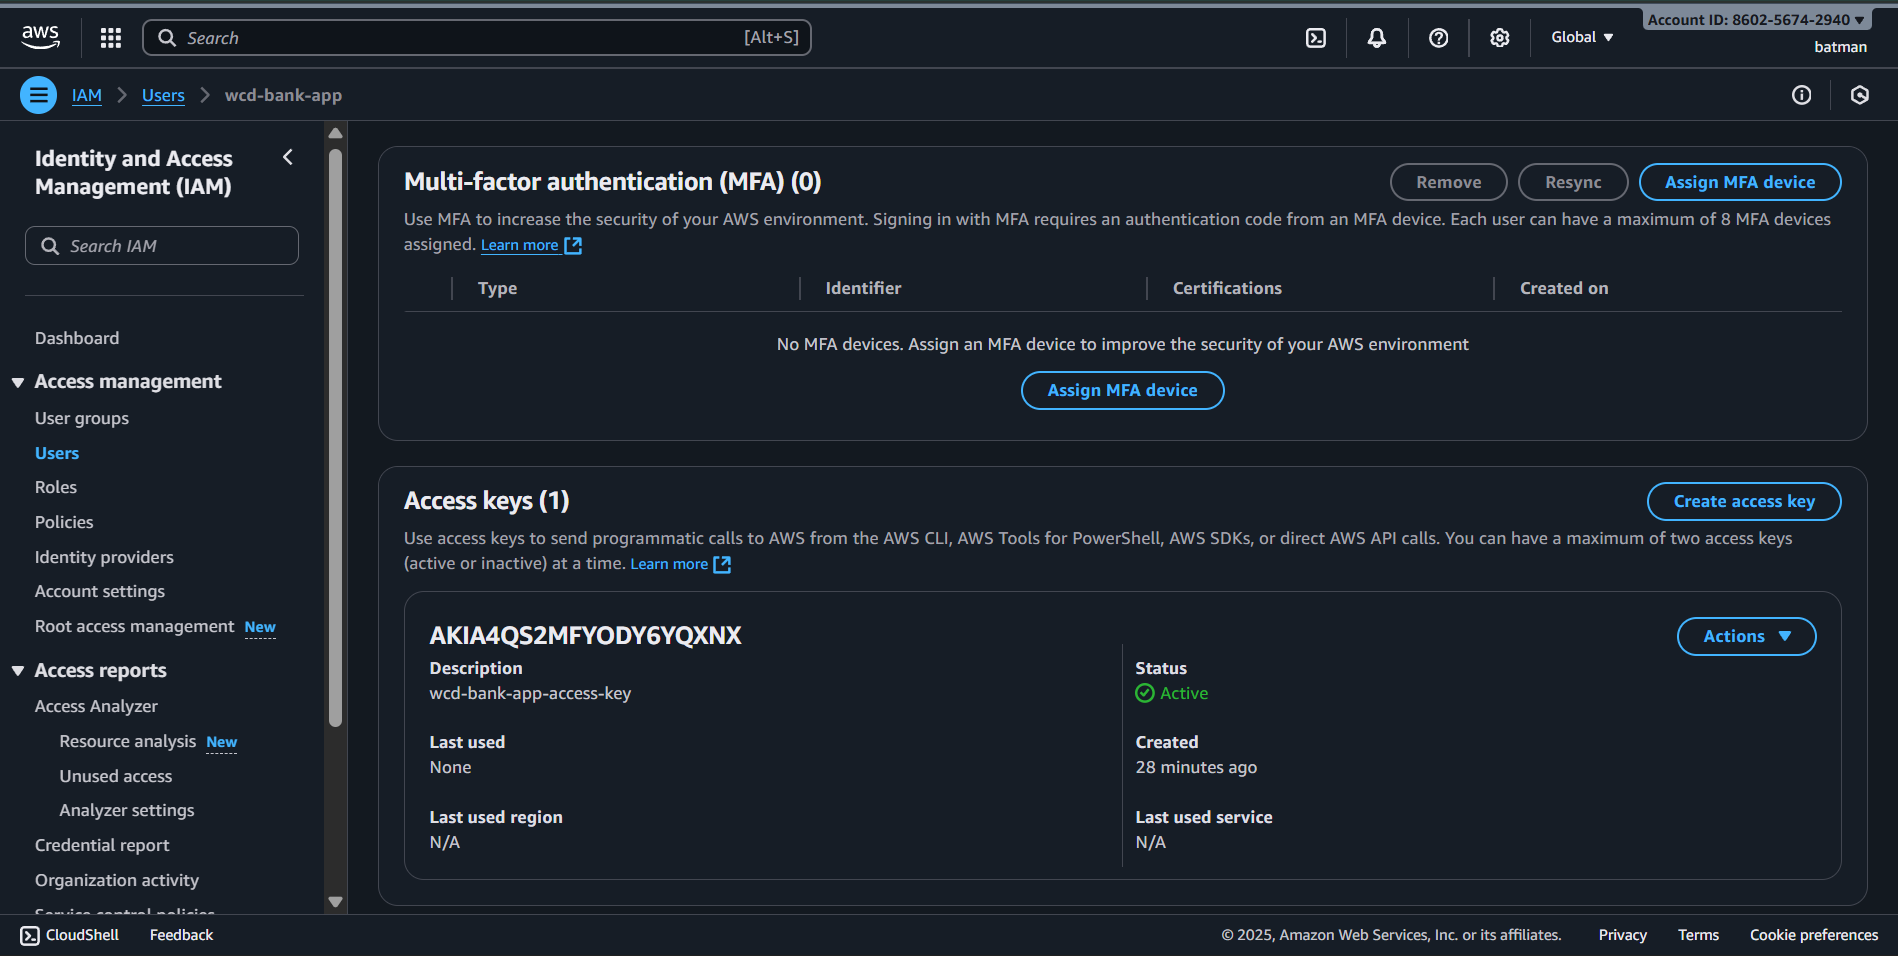 aws
Search
[Alt+S]
Global
Account ID: 8602-5674-2940
batman
IAM
Users
wcd-bank-app
Identity and Access
Management (IAM)
Search IAM
Dashboard
Access management
User groups
Users
Roles
Policies
Identity providers
Account settings
Root access management New
Access reports
Access Analyzer
Resource analysis New
Unused access
Analyzer settings
Credential report
Organization activity
Service control policies
Multi-factor authentication (MFA) (0)
Remove
Resync
Assign MFA device
Use MFA to increase the security of your AWS environment. Signing in with MFA requires an authentication code from an MFA device. Each user can have a maximum of 8 MFA devices
assigned. Learn more
Type
Identifier
Certifications
Created on
No MFA devices. Assign an MFA device to improve the security of your AWS environment
Assign MFA device
Access keys (1)
Create access key
Use access keys to send programmatic calls to AWS from the AWS CLI, AWS Tools for PowerShell, AWS SDKs, or direct AWS API calls. You can have a maximum of two access keys
(active or inactive) at a time. Learn more
AKIA4QS2MFYODY6YQXNX
Actions
Description
wcd-bank-app-access-key
Status
Active
Last used
None
Created
28 minutes ago
Last used region
N/A
Last used service
N/A
CloudShell
Feedback
© 2025, Amazon Web Services, Inc. or its affiliates.
Privacy
Terms
Cookie preferences